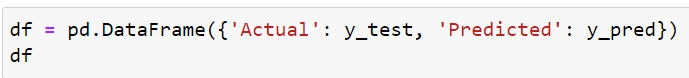 df = pd.DataFrame({'Actual': y_test, 'Predicted': y_pred})
df